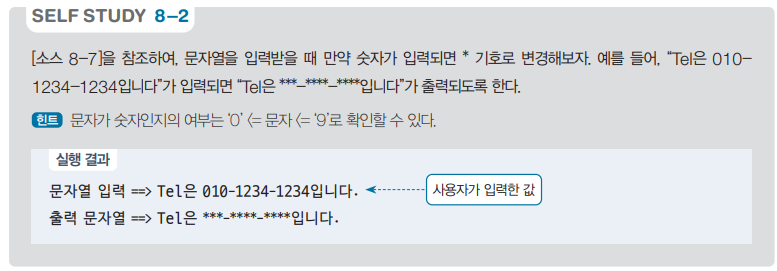 SELF STUDY 8-2
[소스 8-7]을 참조하여, 문자열을 입력받을 때 만약 숫자가 입력되면 * 기호로 변경해보자. 예를 들어, “Tel은 010-
1234-1234입니다”가 입력되면 “Tel은 ***-****-****입니다”가 출력되도록 한다.
힌트 문자가 숫자인지의 여부는 ‘0’ <= 문자 <= ‘9’로 확인할 수 있다.
실행 결과
문자열 입력 ==> Tel은 010-1234-1234입니다. 사용자가 입력한 값
출력 문자열 ==> Tel은 ***-****-****입니다.